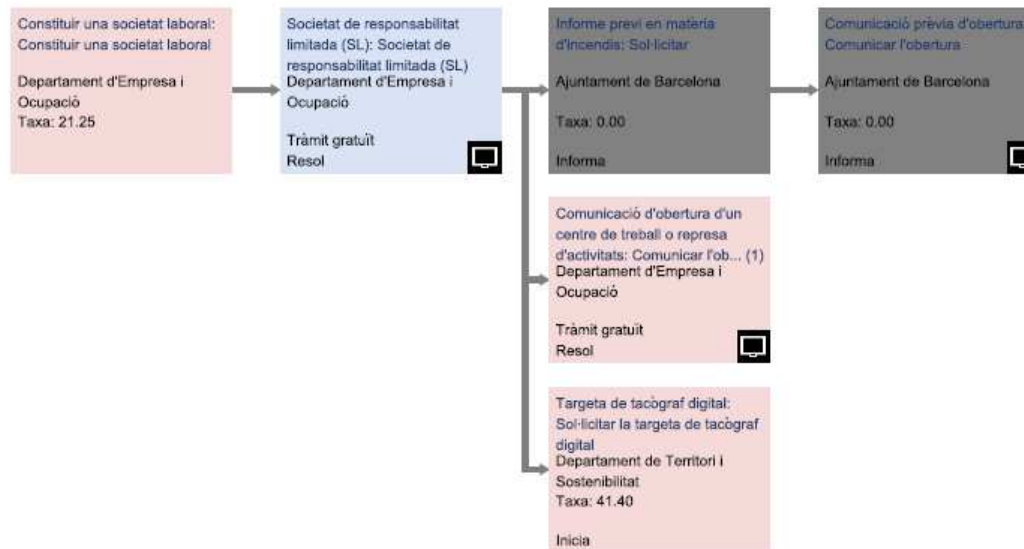 Constituir una societat laboral:
Constituir una societat laboral
Departament d'Empresa i
Ocupació
Taxa: 21.25
Societat de responsabilitat
limitada (SL): Societat de
responsabilitat limitada (SL)
Departament d'Empresa i
Ocupació
Tràmit gratuït
Resol
Informe previ en matèria
d'incendis: Sol·licitar
Ajuntament de Barcelona
Taxa: 0.00
Informa
Comunicació prèvia d'obertura:
Comunicar l'obertura
Ajuntament de Barcelona
Taxa: 0.00
Informa
Comunicació d'obertura d'un
centre de treball o represa
d'activitats: Comunicar l'ob... (1)
Departament d'Empresa i
Ocupació
Tràmit gratuït
Resol
Targeta de tacògraf digital:
Sol·licitar la targeta de tacògraf
digital
Departament de Territori i
Sostenibilitat
Taxa: 41.40
Inicia